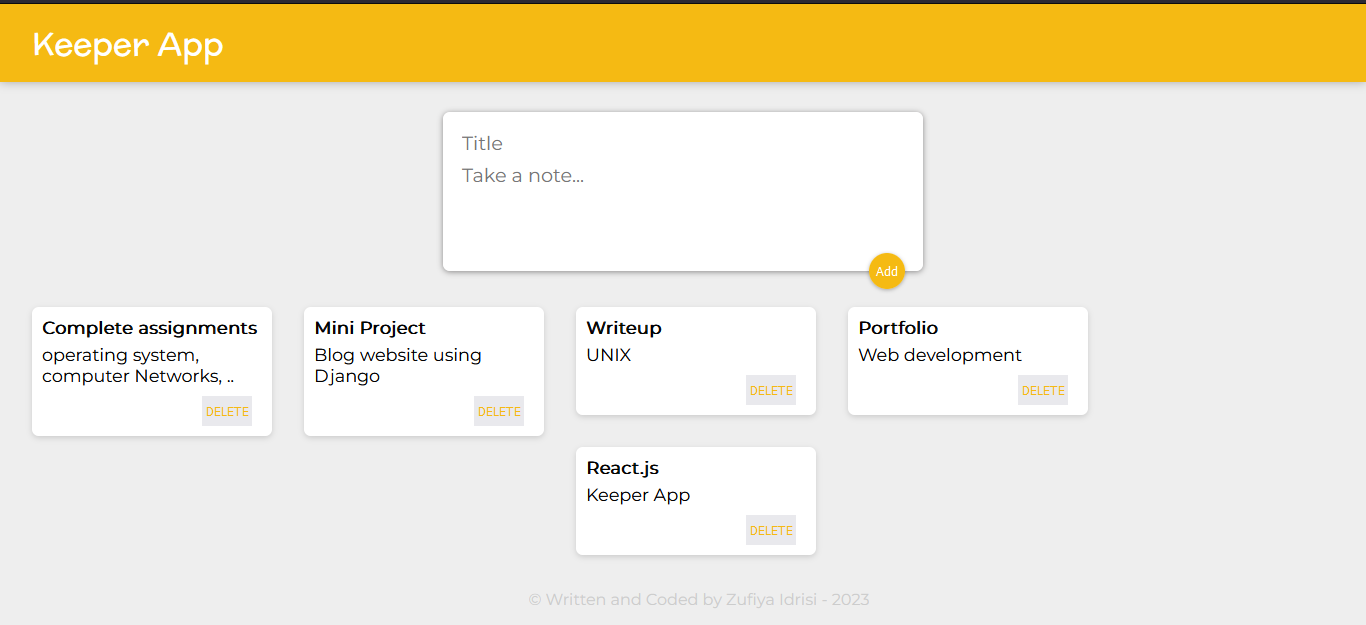 Keeper App
Title
Take a note...
Add
Complete assignments
operating system,
computer Networks, ..
DELETE
Mini Project
Blog website using
Django
DELETE
Writeup
UNIX
DELETE
Portfolio
Web development
DELETE
React.js
Keeper App
DELETE
© Written and Coded by Zufiya Idrisi - 2023